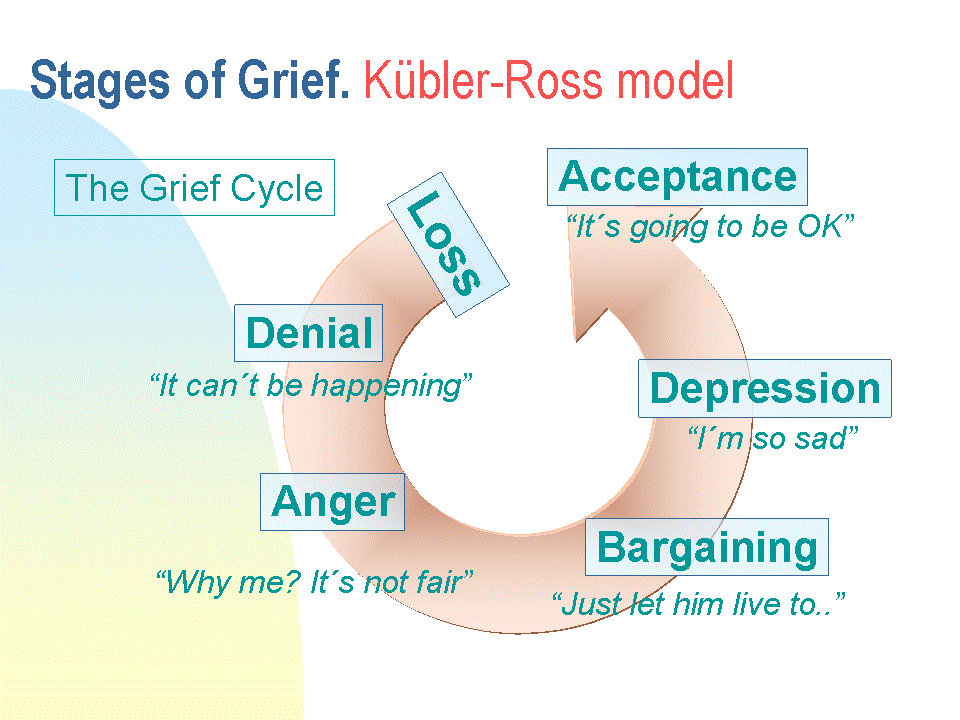 Stages of Grief. Kübler-Ross model
The Grief Cycle
Loss
Denial
“It can´t be happening”
Anger
“Why me? It´s not fair”
Bargaining
“Just let him live to..”
Depression
“I´m so sad”
Acceptance
“It´s going to be OK”